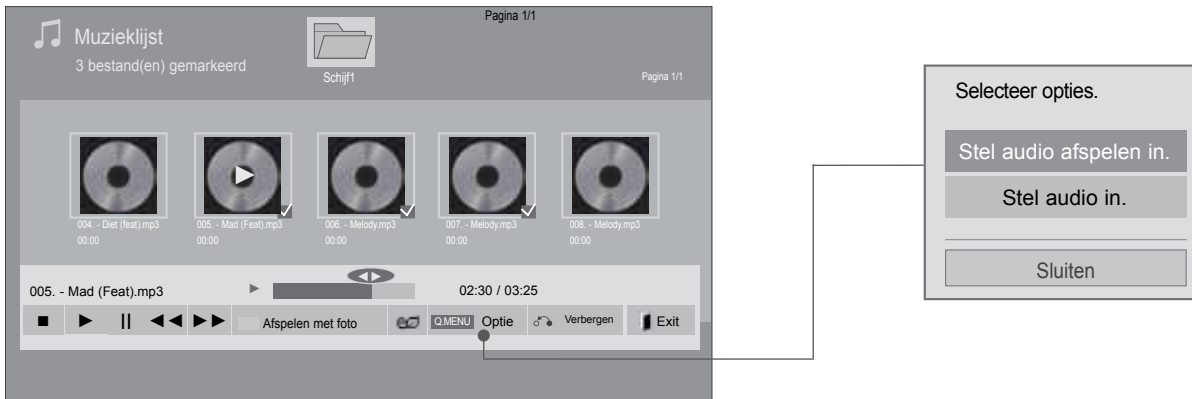 Pagina 1/1
Muzieklijst
3 bestand(en) gemarkeerd
Schijf1
Pagina 1/1
004. - Diet (feat).mp3
00:00
005. - Mad (Feat).mp3
00:00
006. - Melody.mp3
00:00
007. - Melody.mp3
00:00
008. - Melody.mp3
00:00
005. - Mad (Feat).mp3
02:30 / 03:25
Afspelen met foto
Q.MENU Optie
Verbergen
Exit
Selecteer opties.
Stel audio afspelen in.
Stel audio in.
Sluiten